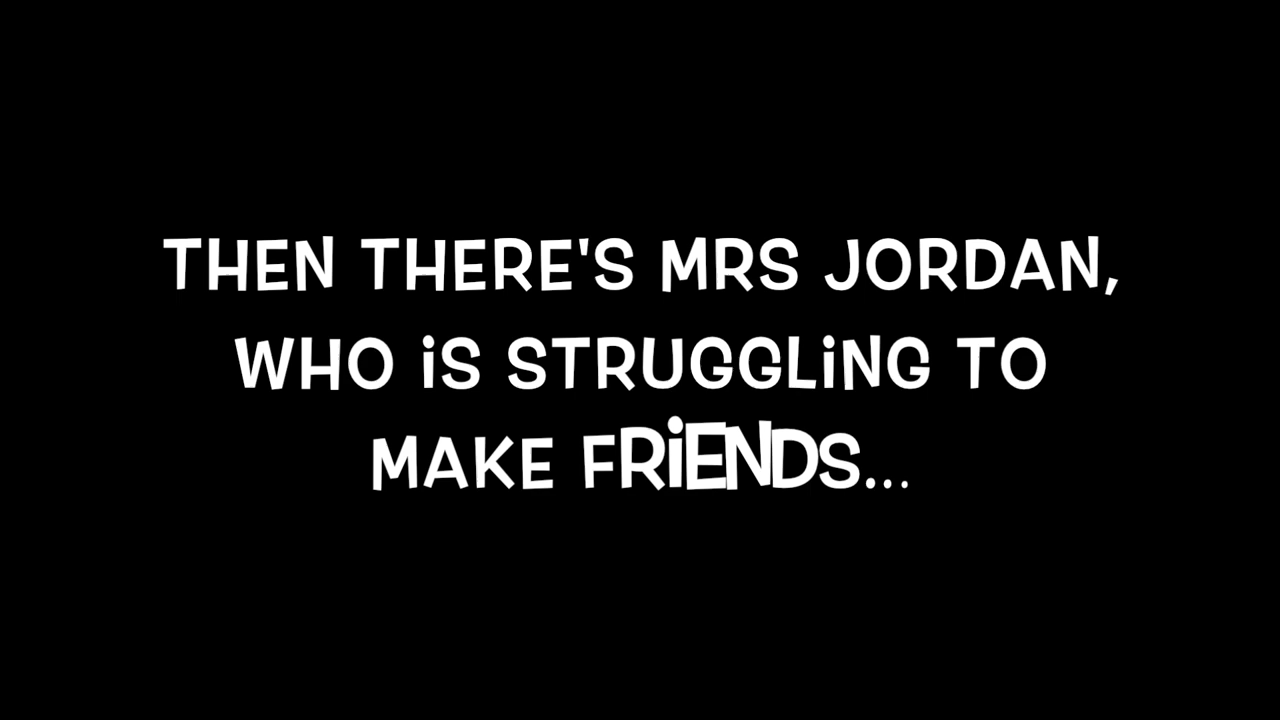 THEN THERE'S MRS JORDAN,
WHO iS STRUGGLiNG TO
MAKE FRiENDS...